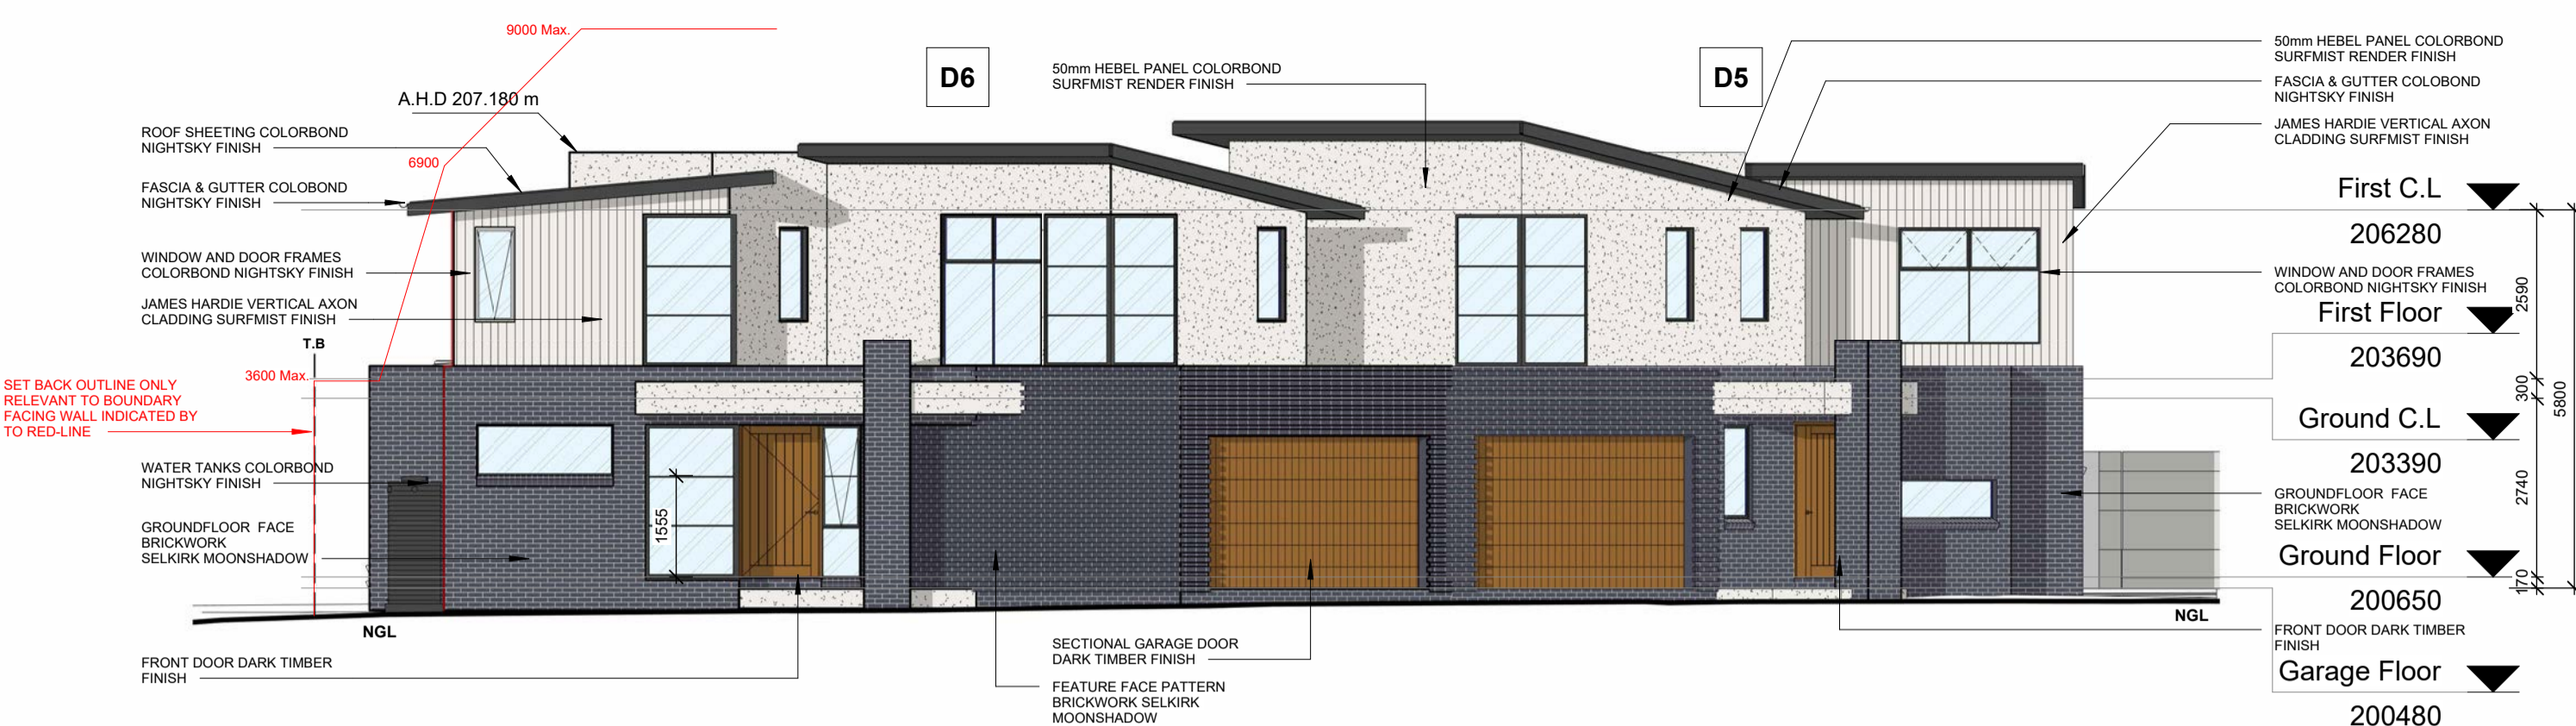 9000 Max.
A.H.D 207.180 m
ROOF SHEETING COLORBOND
NIGHTSKY FINISH
6900
FASCIA & GUTTER COLOBOND
NIGHTSKY FINISH
WINDOW AND DOOR FRAMES
COLORBOND NIGHTSKY FINISH
JAMES HARDIE VERTICAL AXON
CLADDING SURFMIST FINISH
T.B
3600 Max.
SET BACK OUTLINE ONLY
RELEVANT TO BOUNDARY
FACING WALL INDICATED BY
TO RED-LINE
WATER TANKS COLORBOND
NIGHTSKY FINISH
GROUNDFLOOR FACE
BRICKWORK
SELKIRK MOONSHADOW
NGL
FRONT DOOR DARK TIMBER
FINISH
1555
D6
50mm HEBEL PANEL COLORBOND
SURFMIST RENDER FINISH
D5
SECTIONAL GARAGE DOOR
DARK TIMBER FINISH
FEATURE FACE PATTERN
BRICKWORK SELKIRK
MOONSHADOW
50mm HEBEL PANEL COLORBOND
SURFMIST RENDER FINISH
FASCIA & GUTTER COLOBOND
NIGHTSKY FINISH
JAMES HARDIE VERTICAL AXON
CLADDING SURFMIST FINISH
First C.L
206280
WINDOW AND DOOR FRAMES
COLORBOND NIGHTSKY FINISH
First Floor
203690
Ground C.L
203390
GROUNDFLOOR FACE
BRICKWORK
SELKIRK MOONSHADOW
Ground Floor
200650
NGL
FRONT DOOR DARK TIMBER
FINISH
Garage Floor
200480
2590
300
2740
170
5800